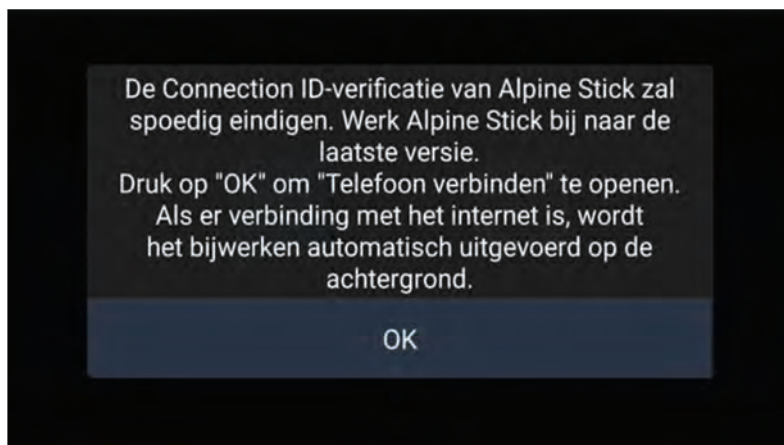 De Connection ID-verificatie van Alpine Stick zal
spoedig eindigen. Werk Alpine Stick bij naar de
laatste versie.
Druk op "OK" om "Telefoon verbinden" te openen.
Als er verbinding met het internet is, wordt
het bijwerken automatisch uitgevoerd op de
achtergrond.
OK